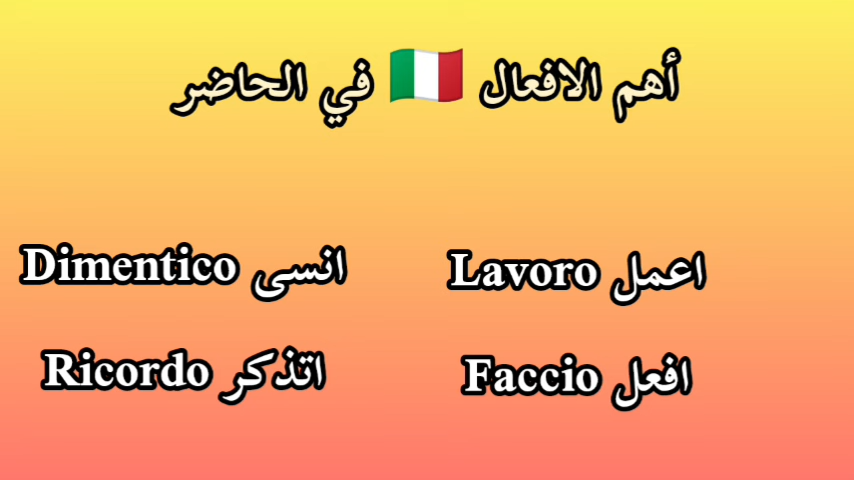 أهم الافعال 🇮🇹 في الحاضر
اعمل Lavoro
انسى Dimentico
افعل Faccio
اتذكر Ricordo